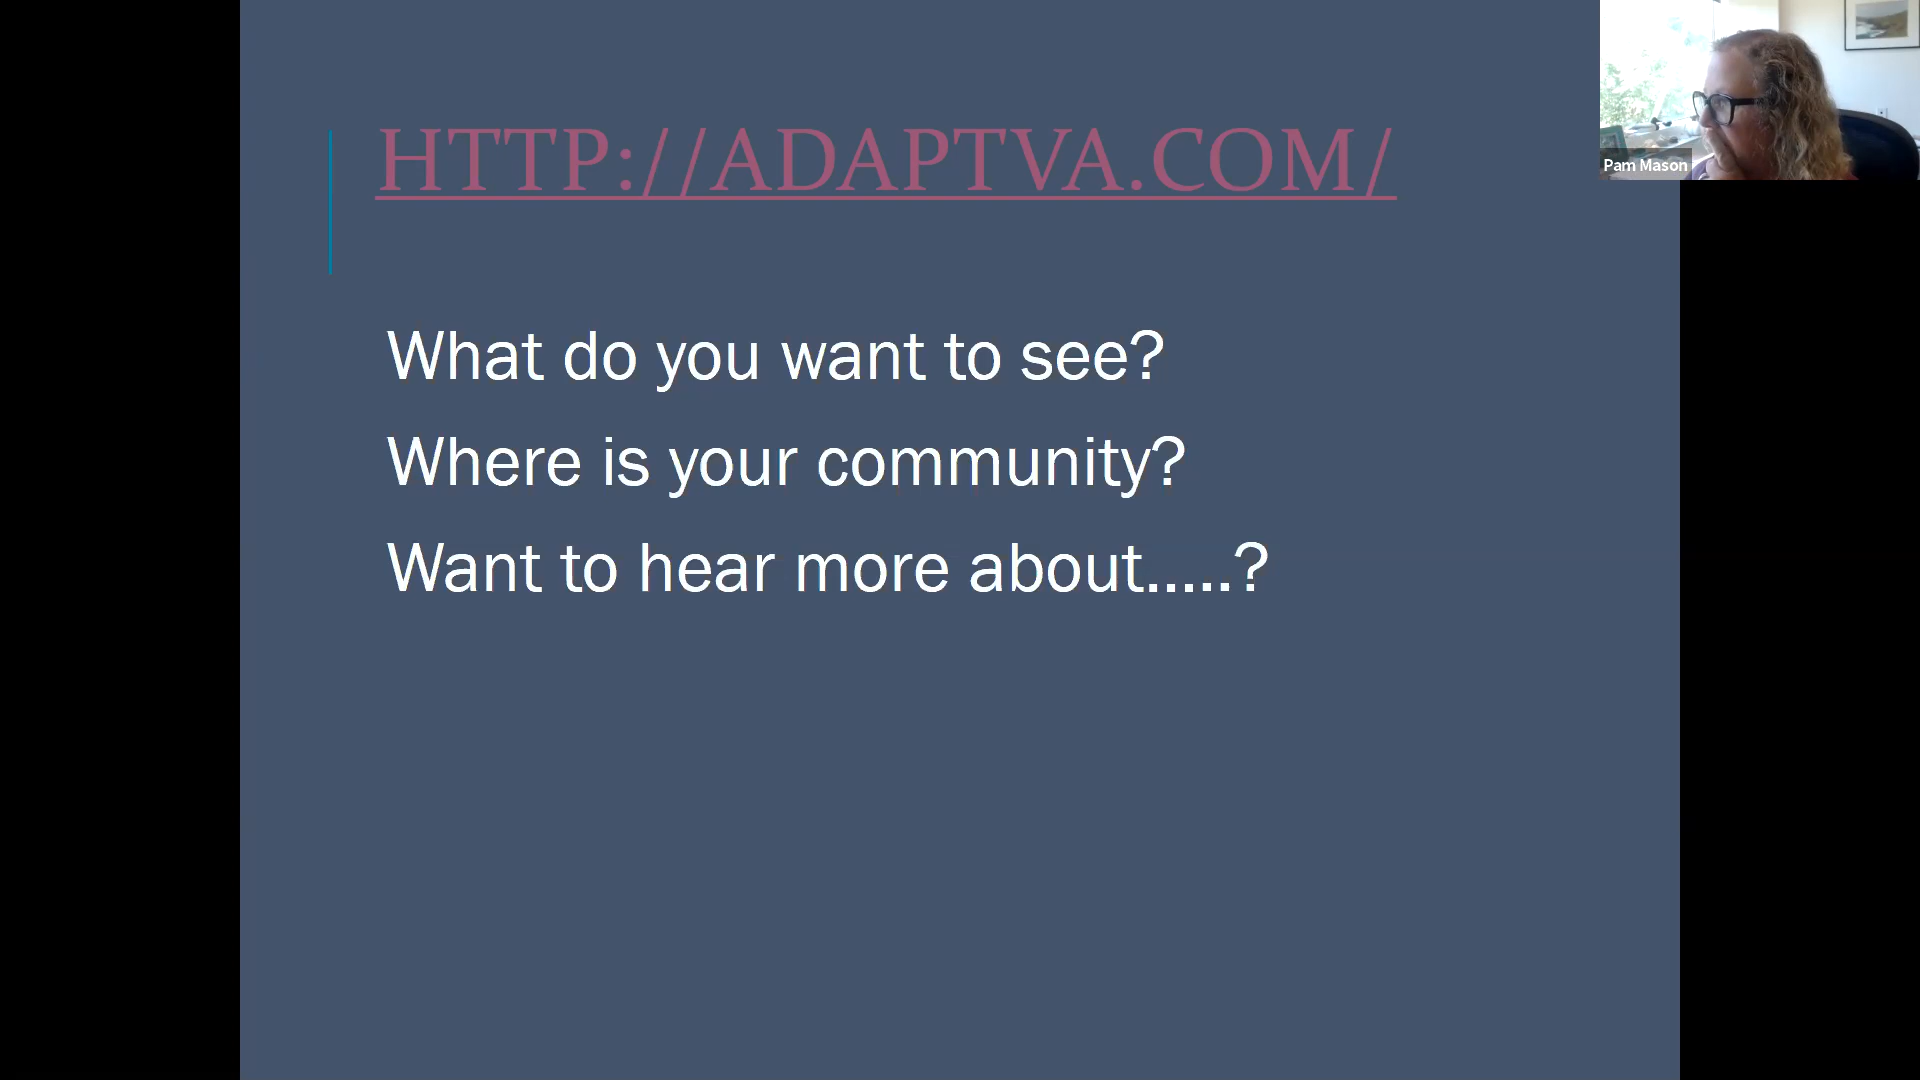 HTTP://ADAPTVA.COM/
Pam Mason
What do you want to see?
Where is your community?
Want to hear more about.....?